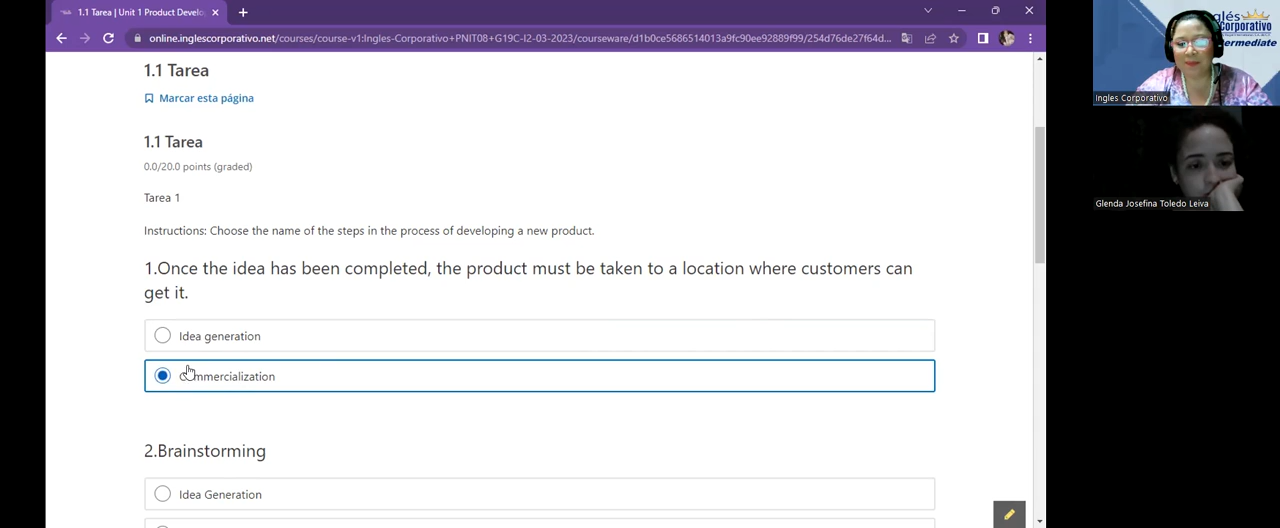 1.1 Tarea | Unit 1 Product Develo
online.inglescorporativo.net/courses/course-v1:Ingles-Corporativo+PNIT08+G19C-I2-03-2023/courseware/d1b0ce5686514013a9fc90ee92889f99/254d76de27f64d...
1.1 Tarea
Marcar esta página
1.1 Tarea
0.0/20.0 points (graded)
Tarea 1
Instructions: Choose the name of the steps in the process of developing a new product.
1.Once the idea has been completed, the product must be taken to a location where customers can
get it.
Idea generation
Commercialization
2.Brainstorming
Idea Generation
Ingles Corporativo
Glenda Josefina Toledo Leiva
glés
Corporativo
termediate